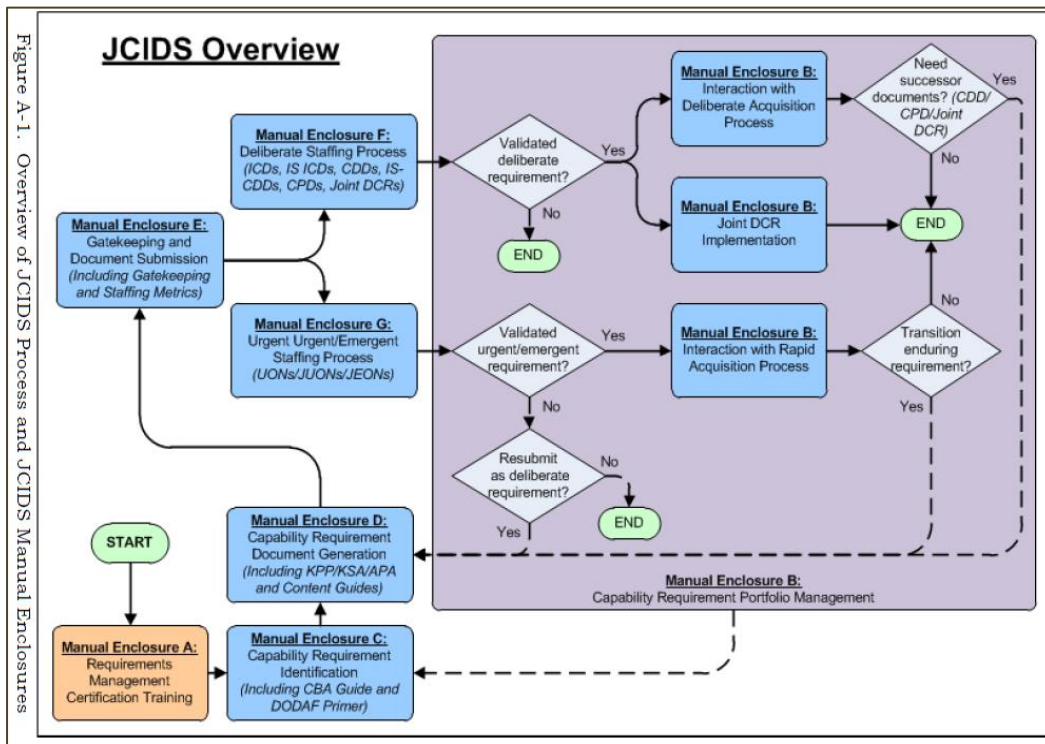 Figure A-1. Overview of JCIDS Process and JCIDS Manual Enclosures
JCIDS Overview
Manual Enclosure F:
Deliberate Staffing Process
(ICDs, IS ICDs, CDDs, IS-
CDDs, CPDs, Joint DCRs)
Validated
deliberate
requirement?
Yes
No
END
Manual Enclosure B:
Interaction with
Deliberate Acquisition
Process
Need
successor
documents? (CDD/
CPD/Joint
DCR)
Yes
No
END
Manual Enclosure B:
Joint DCR
Implementation
Manual Enclosure E:
Gatekeeping and
Document Submission
(Including Gatekeeping
and Staffing Metrics)
Manual Enclosure G:
Urgent Urgent/Emergent
Staffing Process
(UONs/JUONs/JEONs)
Validated
urgent/emergent
requirement?
Yes
No
Manual Enclosure B:
Interaction with Rapid
Acquisition Process
Transition
enduring
requirement?
No
Yes
Resubmit
as deliberate
requirement?
No
END
Yes
START
Manual Enclosure D:
Capability Requirement
Document Generation
(Including KPP/KSA/APA
and Content Guides)
Manual Enclosure B:
Capability Requirement Portfolio Management
Manual Enclosure A:
Requirements
Management
Certification Training
Manual Enclosure C:
Capability Requirement
Identification
(Including CBA Guide and
DODAF Primer)